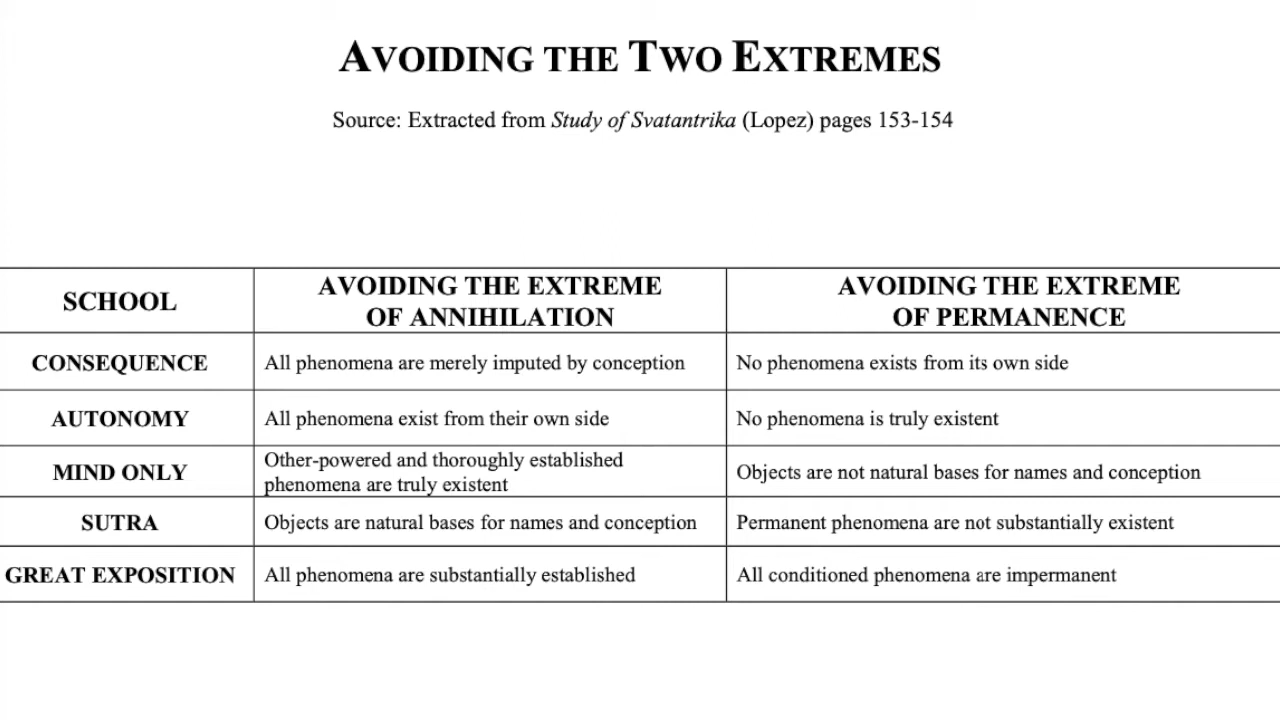 AVOIDING THE TWO EXTREMES
Source: Extracted from Study of Svatantrika (Lopez) pages 153-154
SCHOOL
AVOIDING THE EXTREME
OF ANNIHILATION
AVOIDING THE EXTREME
OF PERMANENCE
CONSEQUENCE
All phenomena are merely imputed by conception
No phenomena exists from its own side
AUTONOMY
All phenomena exist from their own side
No phenomena is truly existent
MIND ONLY
Other-powered and thoroughly established
phenomena are truly existent
Objects are not natural bases for names and conception
SUTRA
Objects are natural bases for names and conception
Permanent phenomena are not substantially existent
GREAT EXPOSITION
All phenomena are substantially established
All conditioned phenomena are impermanent